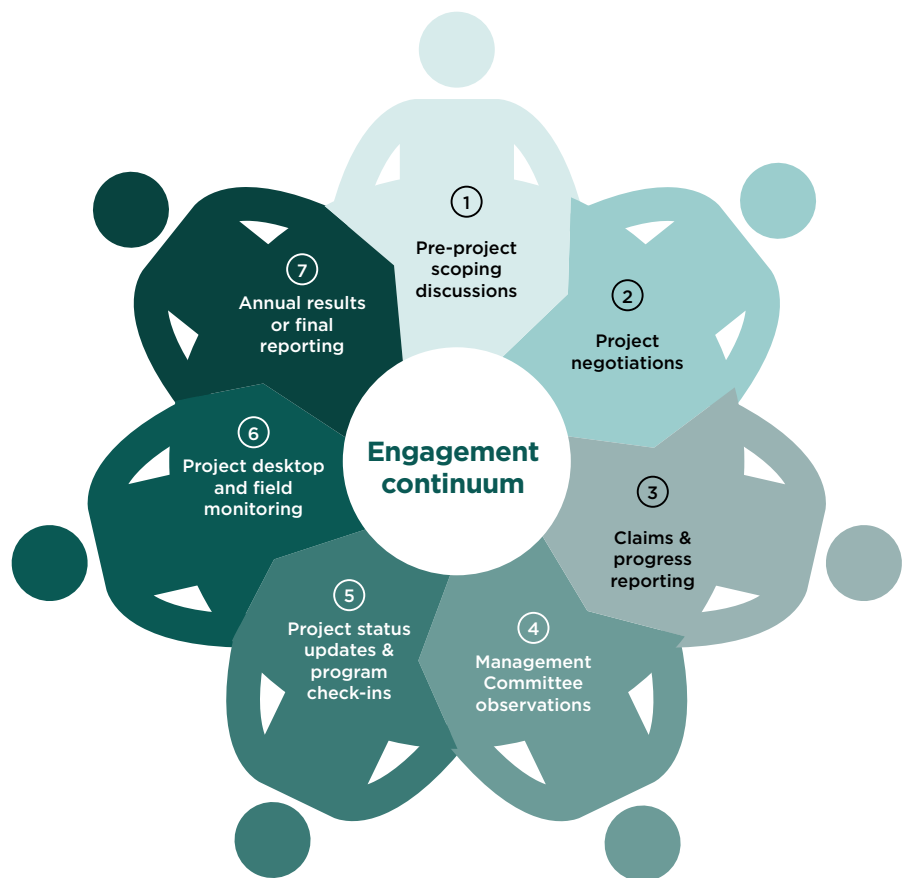 Engagement
continuum
1
Pre-project
scoping
discussions
2
Project
negotiations
3
Claims &
progress
reporting
4
Management
Committee
observations
5
Project status
updates &
program
check-ins
6
Project desktop
and field
monitoring
7
Annual results
or final
reporting